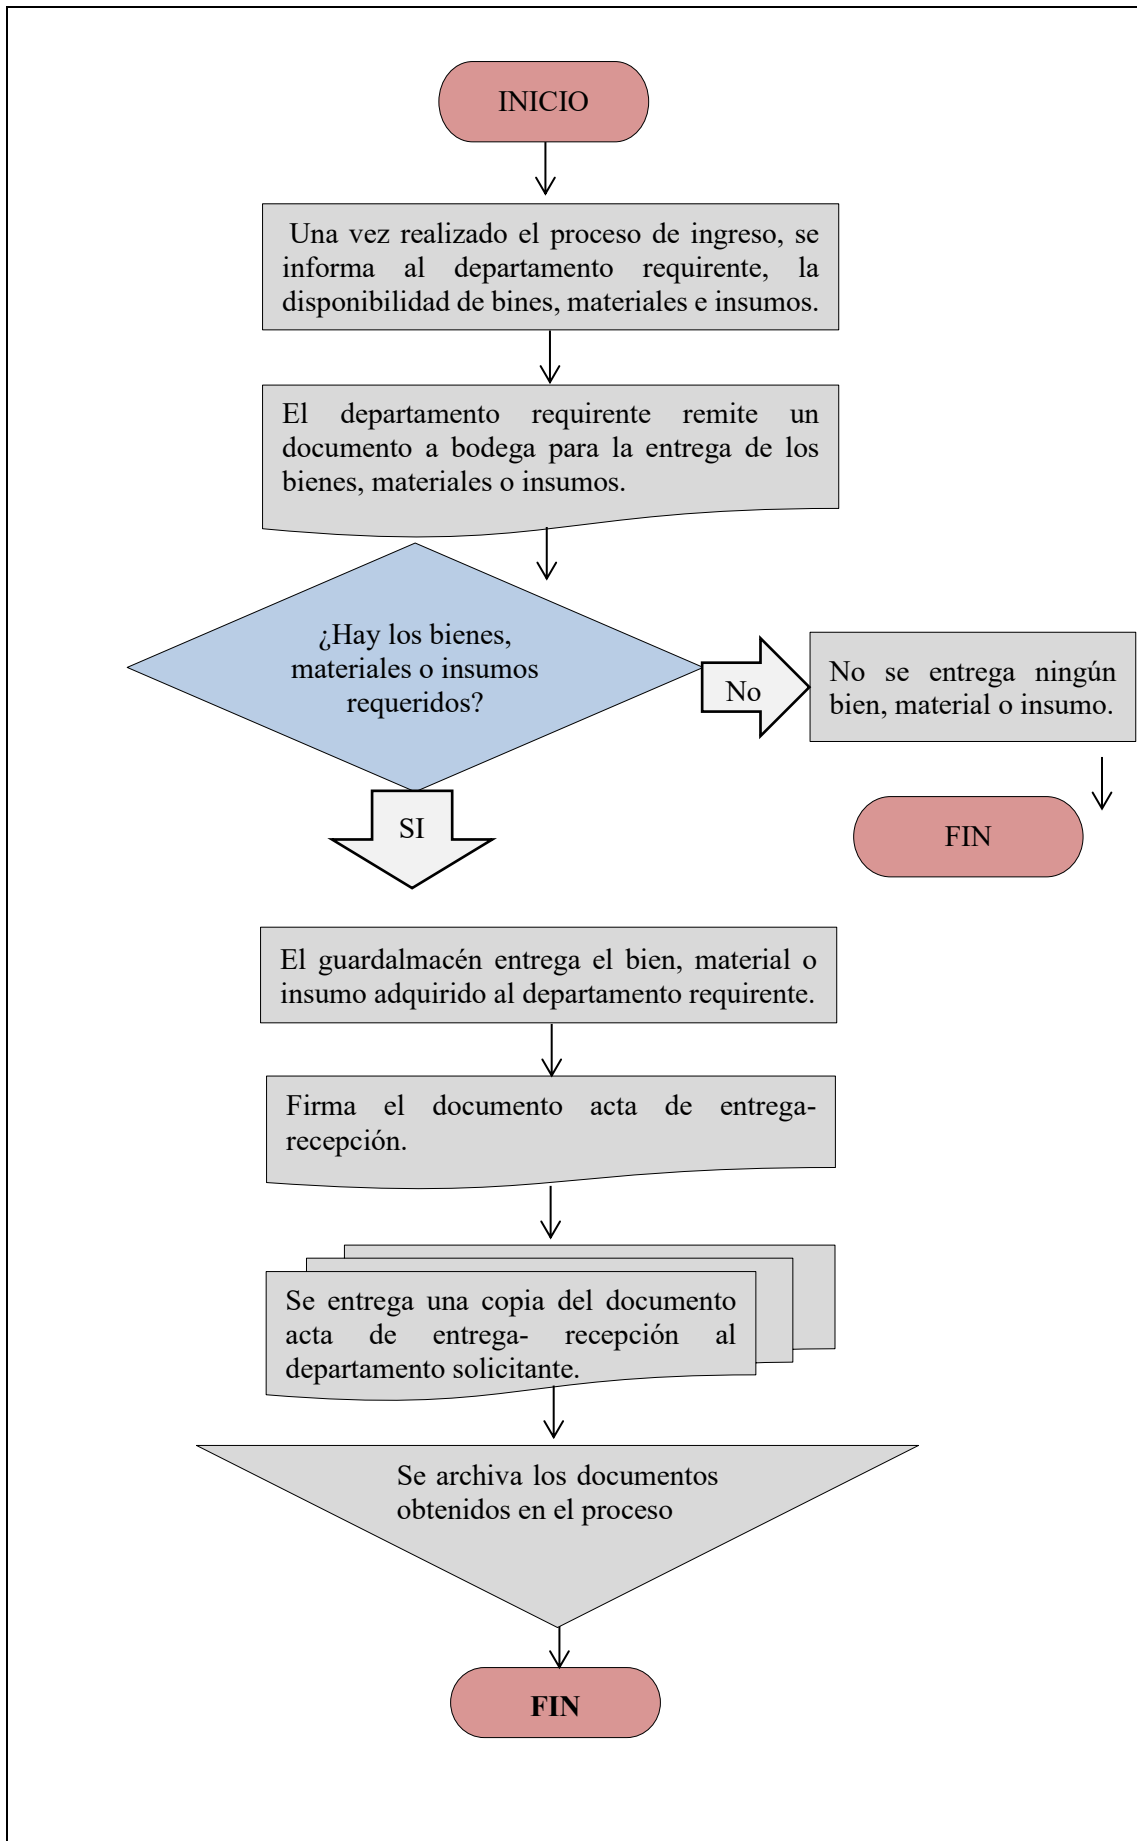 INICIO
Una vez realizado el proceso de ingreso, se
informa al departamento requirente, la
disponibilidad de bines, materiales e insumos.
El departamento requirente remite un
documento a bodega para la entrega de los
bienes, materiales o insumos.
¿Hay los bienes,
materiales o insumos
requeridos?
No
No se entrega ningún
bien, material o insumo.
SI
FIN
El guardalmacén entrega el bien, material o
insumo adquirido al departamento requirente.
Firma el documento acta de entrega-
recepción.
Se entrega una copia del documento
acta de entrega- recepción al
departamento solicitante.
Se archiva los documentos
obtenidos en el proceso
FIN